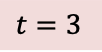 t = 3